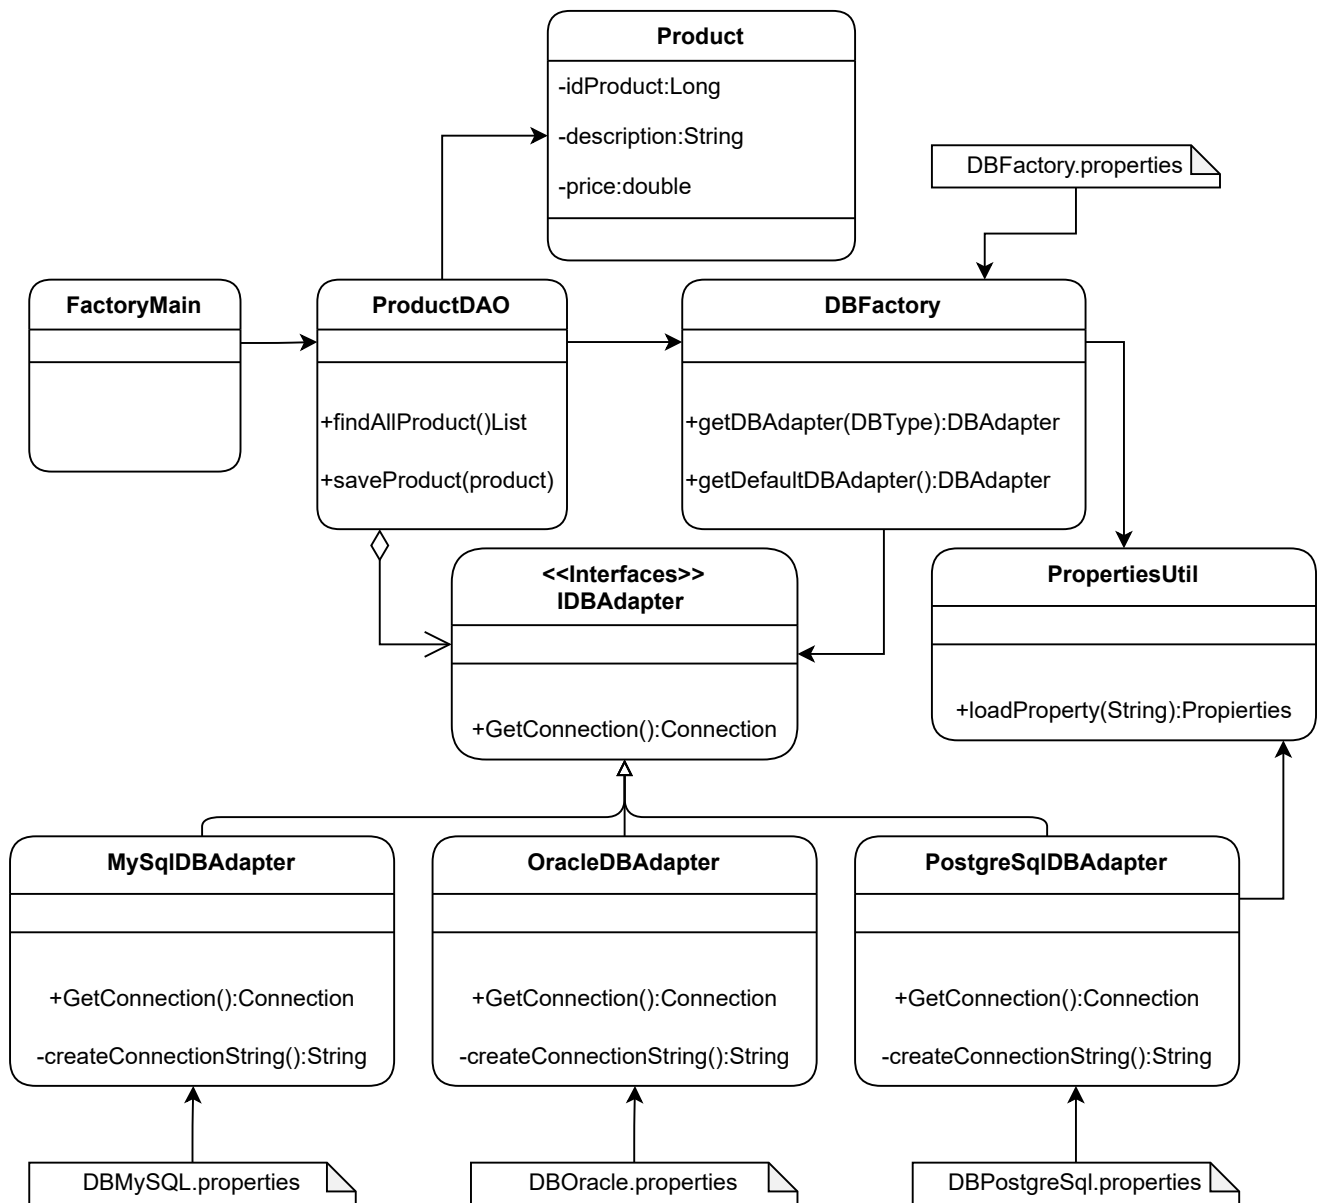 Product
-idProduct:Long
-description:String
-price:double
DBFactory.properties
FactoryMain
ProductDAO
+findAllProduct()List
+saveProduct(product)
DBFactory
+getDBAdapter(DBType):DBAdapter
+getDefaultDBAdapter():DBAdapter
<<Interfaces>>
IDBAdapter
+GetConnection():Connection
PropertiesUtil
+loadProperty(String):Propierties
MySqlDBAdapter
+GetConnection():Connection
-createConnectionString():String
OracleDBAdapter
+GetConnection():Connection
-createConnectionString():String
PostgreSqlDBAdapter
+GetConnection():Connection
-createConnectionString():String
DBMySQL.properties
DBOracle.properties
DBPostgreSql.properties